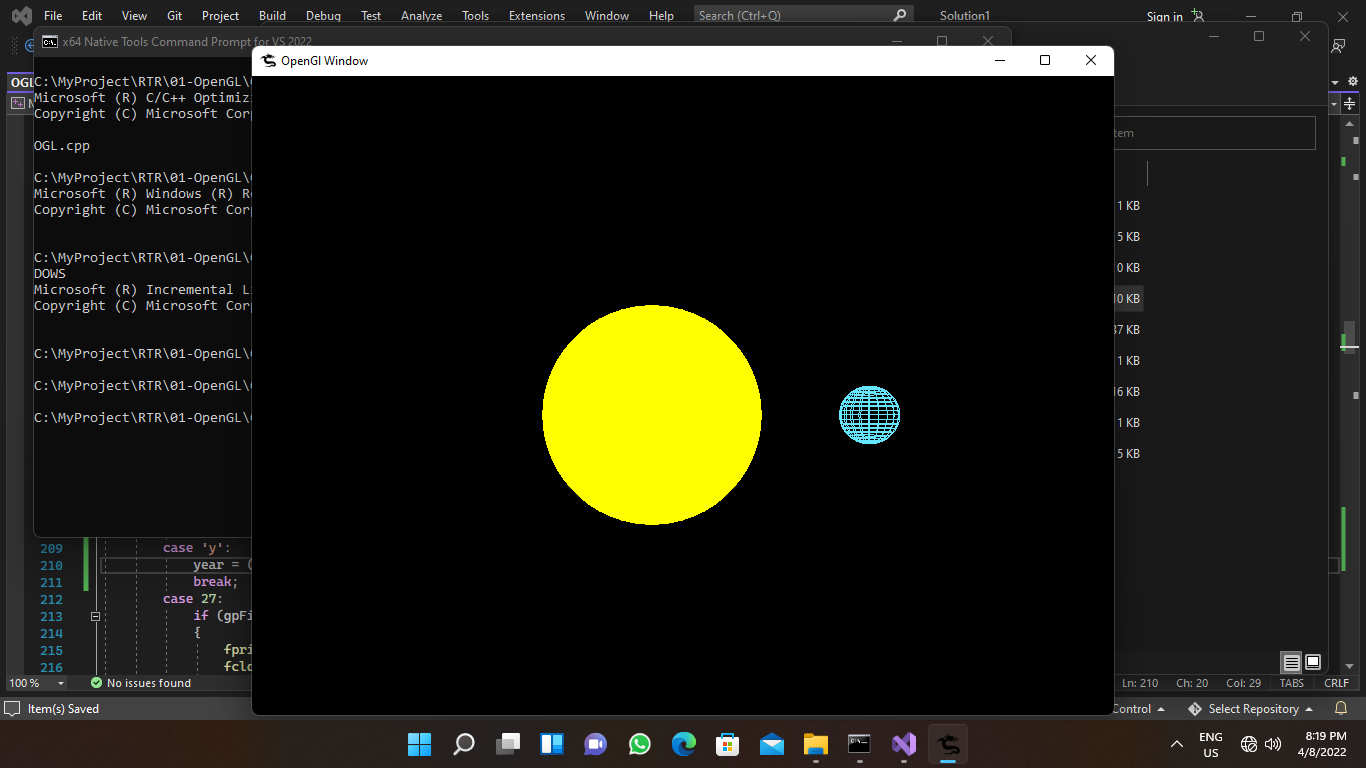 File Edit View Git Project Build Debug Test Analyze Tools Extensions Window Help Search (Ctrl+Q) Solution1 Sign in
x64 Native Tools Command Prompt for VS 2022
OpenGl Window
OGL
C:\MyProject\RTR\01-OpenGL\
Microsoft (R) C/C++ Optimiz
Copyright (C) Microsoft Cor
OGL.cpp
C:\MyProject\RTR\01-OpenGL\
Microsoft (R) Windows (R) R
Copyright (C) Microsoft Cor
C:\MyProject\RTR\01-OpenGL\
DOWS
Microsoft (R) Incremental L
Copyright (C) Microsoft Cor
C:\MyProject\RTR\01-OpenGL\
C:\MyProject\RTR\01-OpenGL\
C:\MyProject\RTR\01-OpenGL\
tem
1 KB
5 KB
0 KB
0 KB
37 KB
1 KB
16 KB
1 KB
5 KB
209 case 'y':
210 year = (
211 break;
212 case 27:
213 if (gpFi
214 {
215 fpri
216 fclo
100 % No issues found Ln: 210 Ch: 20 Col: 29 TABS CRLF
Item(s) Saved Control Select Repository
ENG
US
8:19 PM
4/8/2022